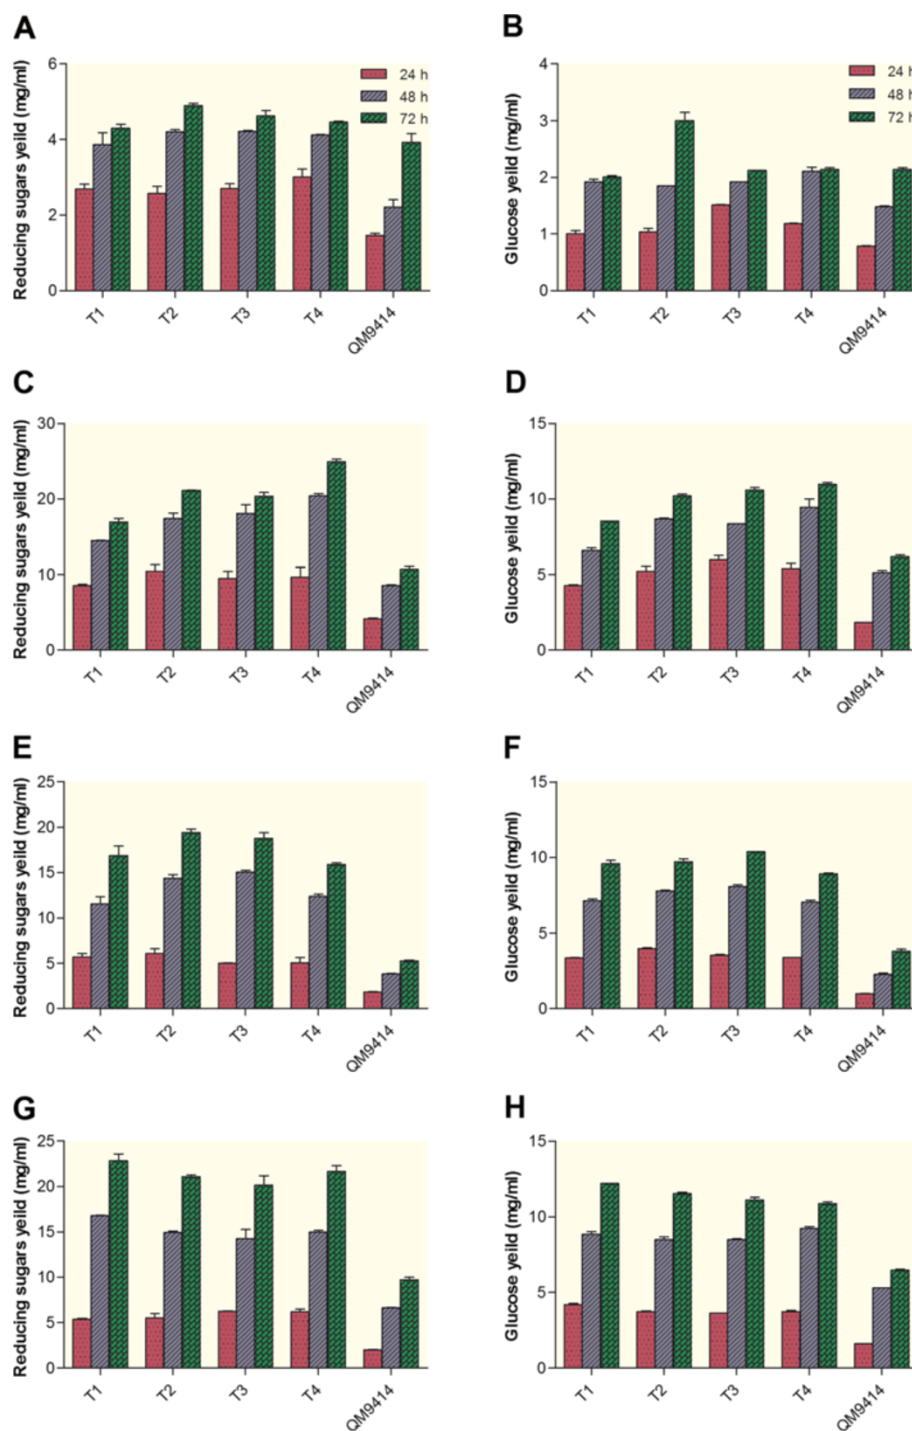 A
Reducing sugars yeild (mg/ml)
6
4
2
0
24 h
48 h
72 h
T1
T2
T3
T4
QM9414
B
Glucose yeild (mg/ml)
4
3
2
1
0
24 h
48 h
72 h
T1
T2
T3
T4
QM9414
C
Reducing sugars yeild (mg/ml)
30
20
10
0
T1
T2
T3
T4
QM9414
D
Glucose yeild (mg/ml)
15
10
5
0
T1
T2
T3
T4
QM9414
E
Reducing sugars yeild (mg/ml)
25
20
15
10
5
0
T1
T2
T3
T4
QM9414
F
Glucose yeild (mg/ml)
15
10
5
0
T1
T2
T3
T4
QM9414
G
Reducing sugars yeild (mg/ml)
25
20
15
10
5
0
T1
T2
T3
T4
QM9414
H
Glucose yeild (mg/ml)
15
10
5
0
T1
T2
T3
T4
QM9414